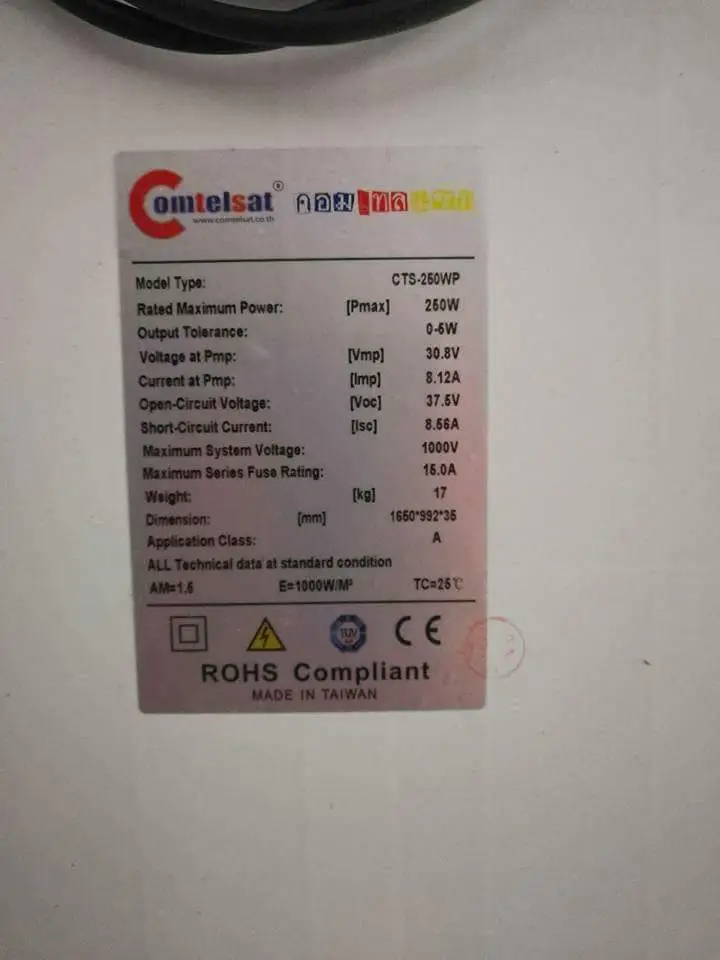 Comtelsat® คอมเทลแซท
www.comtelsat.co.th
Model Type: CTS-250WP
Rated Maximum Power: [Pmax] 250W
Output Tolerance: 0-5W
Voltage at Pmp: [Vmp] 30.8V
Current at Pmp: [Imp] 8.12A
Open-Circuit Voltage: [Voc] 37.5V
Short-Circuit Current: [Isc] 8.56A
Maximum System Voltage: 1000V
Maximum Series Fuse Rating: 15.0A
Weight: [kg] 17
Dimension: [mm] 1650*992*35
Application Class: A
ALL Technical data at standard condition
AM=1.5 E=1000W/M² TC=25℃
TUV CE
ROHS Compliant
MADE IN TAIWAN